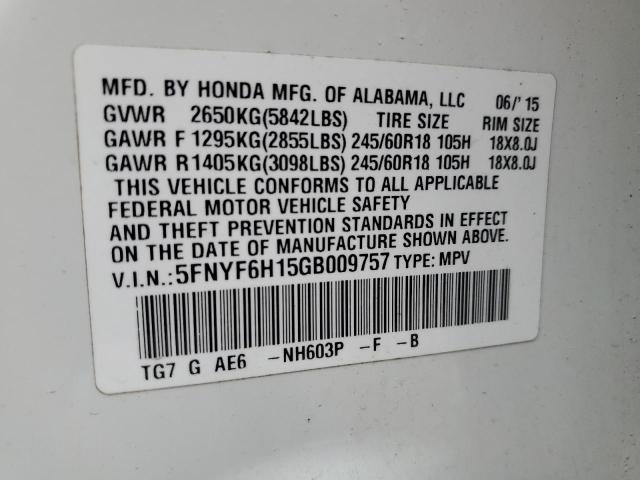 MFD. BY HONDA MFG. OF ALABAMA, LLC 06/'15
GVWR 2650KG(5842LBS) TIRE SIZE RIM SIZE
GAWR F 1295KG(2855LBS) 245/60R18 105H 18X8.0J
GAWR R 1405KG(3098LBS) 245/60R18 105H 18X8.0J
THIS VEHICLE CONFORMS TO ALL APPLICABLE
FEDERAL MOTOR VEHICLE SAFETY
AND THEFT PREVENTION STANDARDS IN EFFECT
ON THE DATE OF MANUFACTURE SHOWN ABOVE.
V.I.N.:5FNYF6H15GB009757 TYPE: MPV
TG7 G AE6 -NH603P -F -B